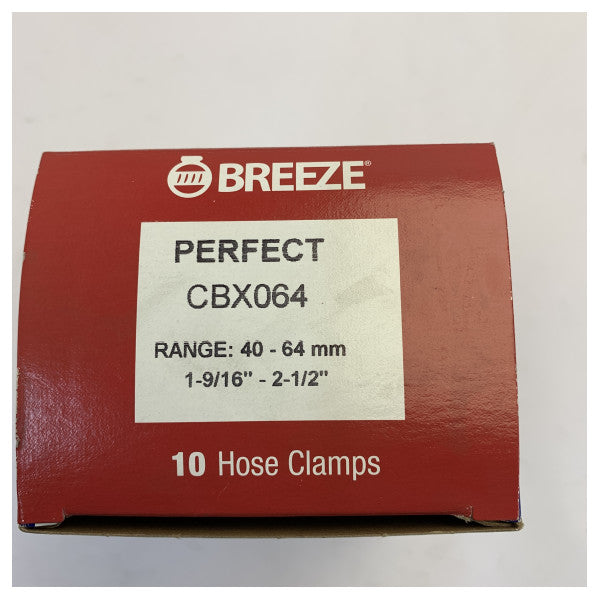 BREEZE®
PERFECT
CBX064
RANGE: 40 - 64 mm
1-9/16" - 2-1/2"
10 Hose Clamps